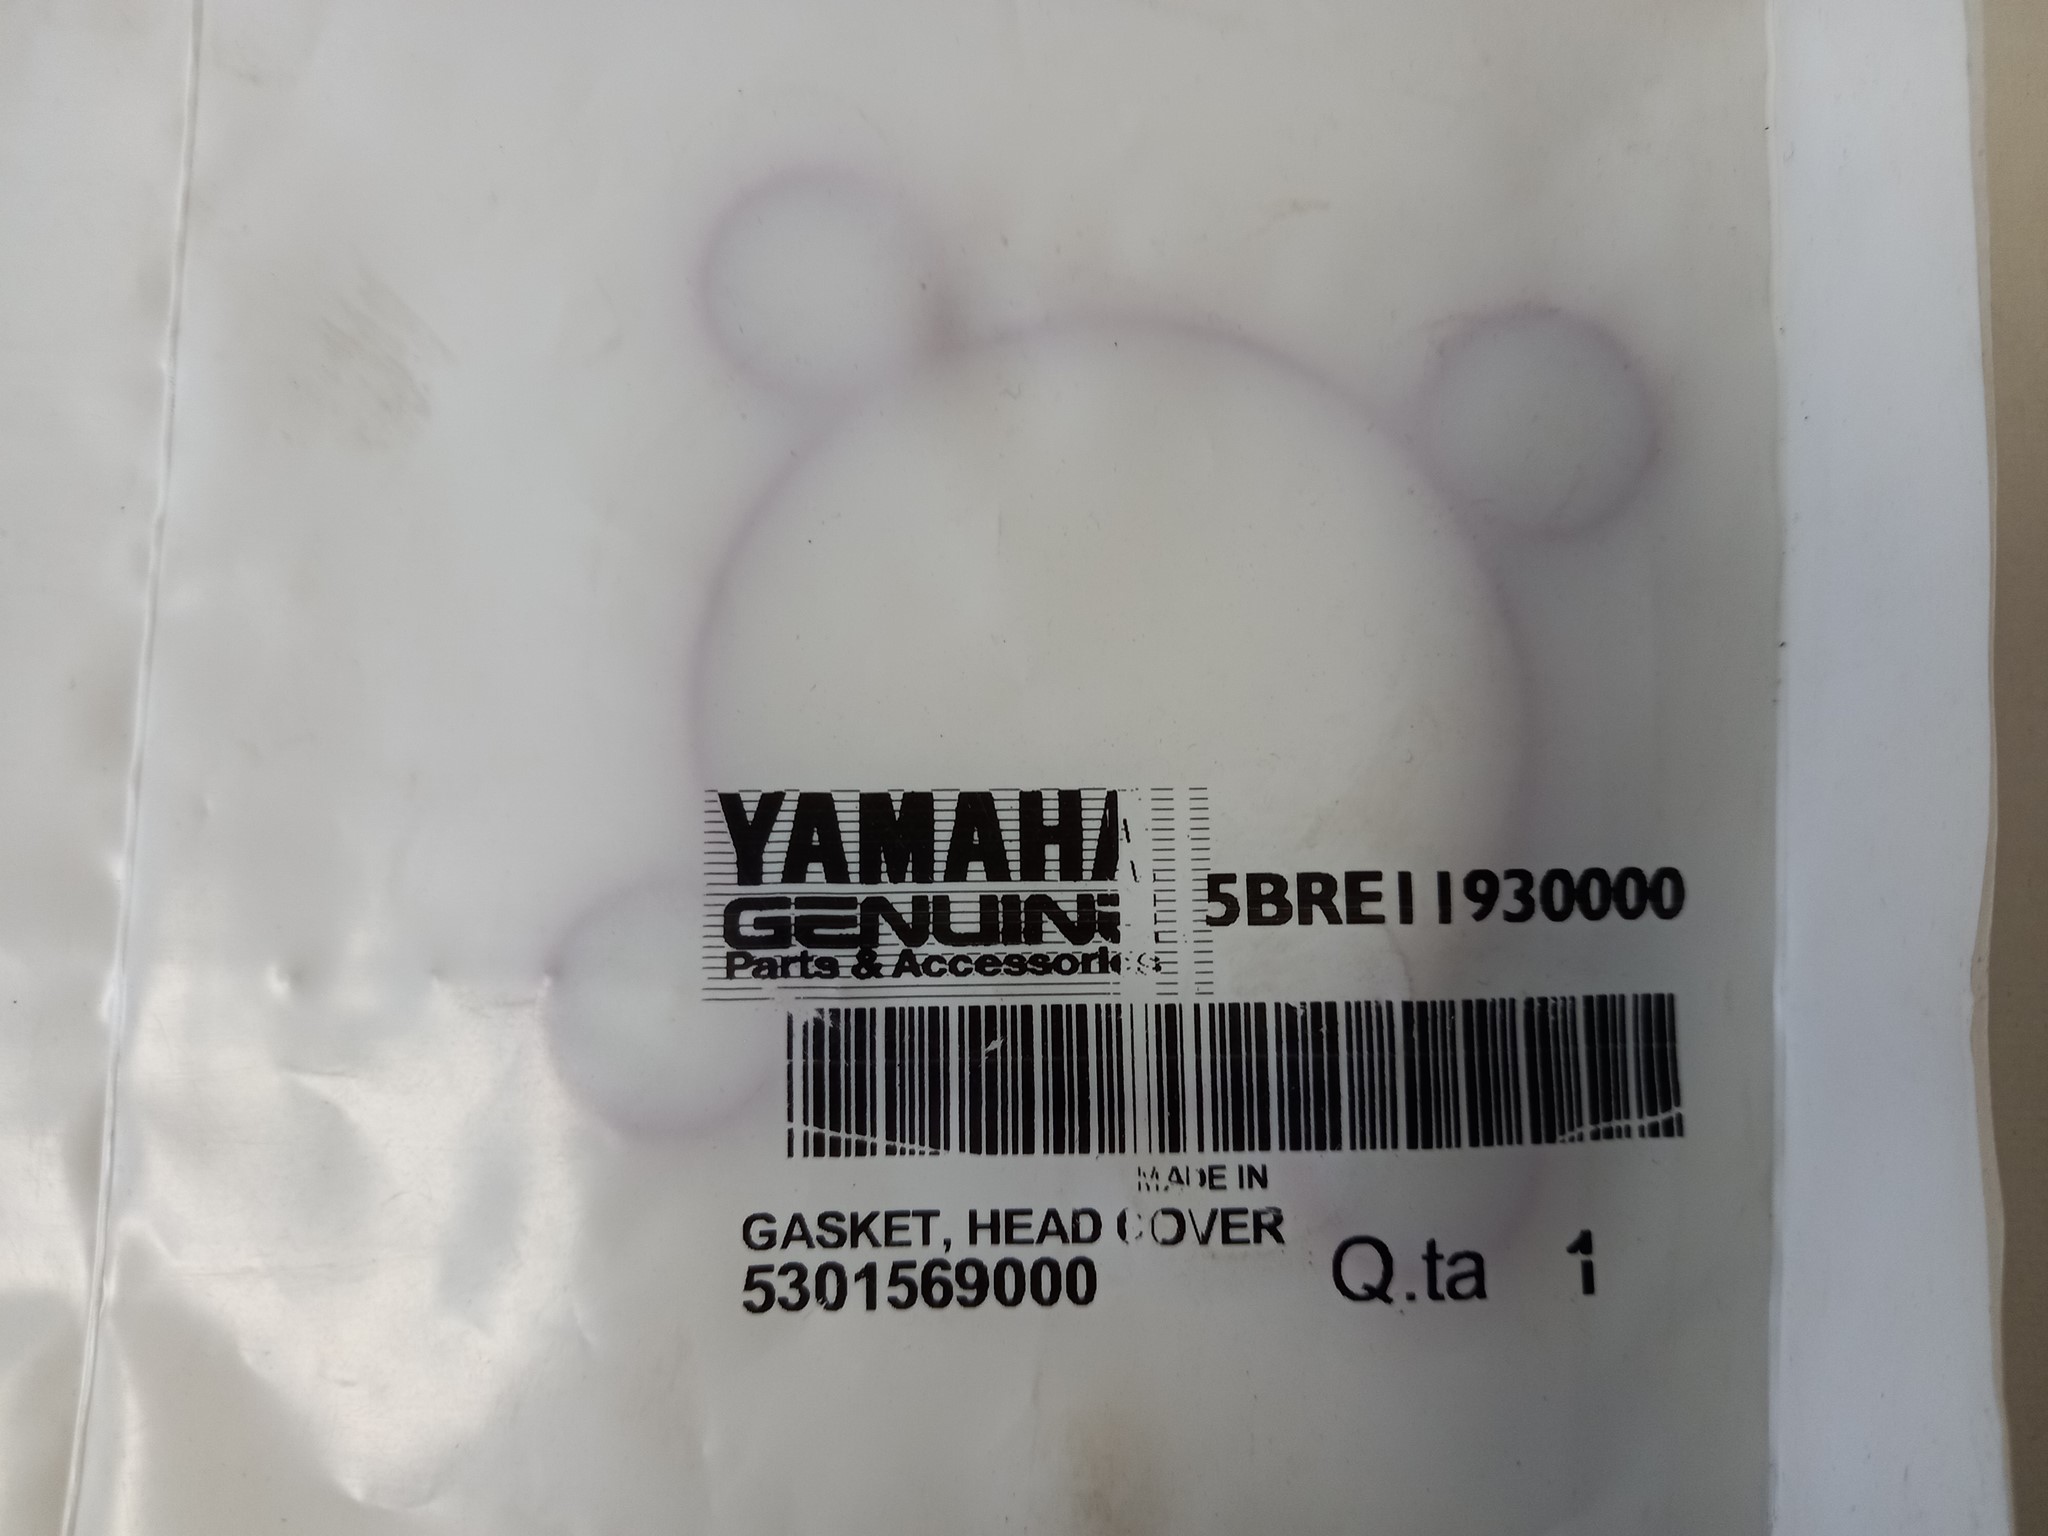 YAMAHA
GENUINE
Parts & Accessories
5BRE11930000
MADE IN
GASKET, HEAD COVER
5301569000
Q.ta 1